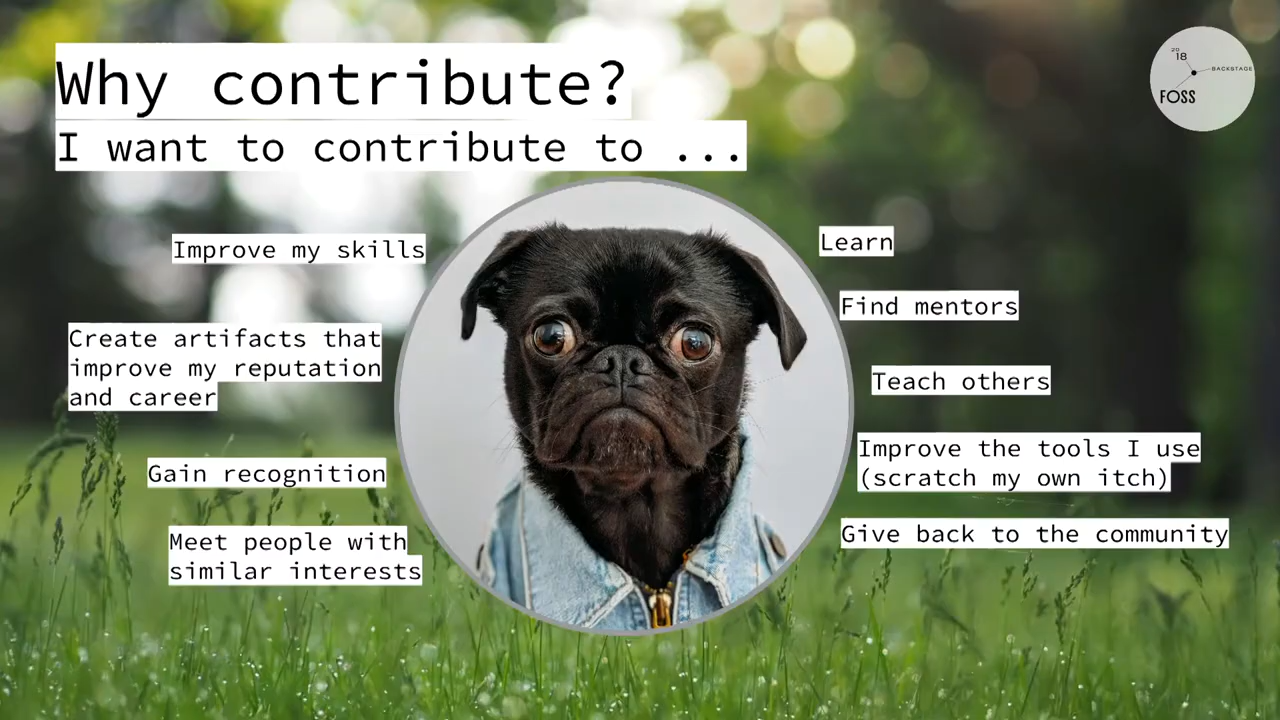 Why contribute?
I want to contribute to ...
20
18
BACKSTAGE
FOSS
Improve my skills
Create artifacts that
improve my reputation
and career
Gain recognition
Meet people with
similar interests
Learn
Find mentors
Teach others
Improve the tools I use
(scratch my own itch)
Give back to the community